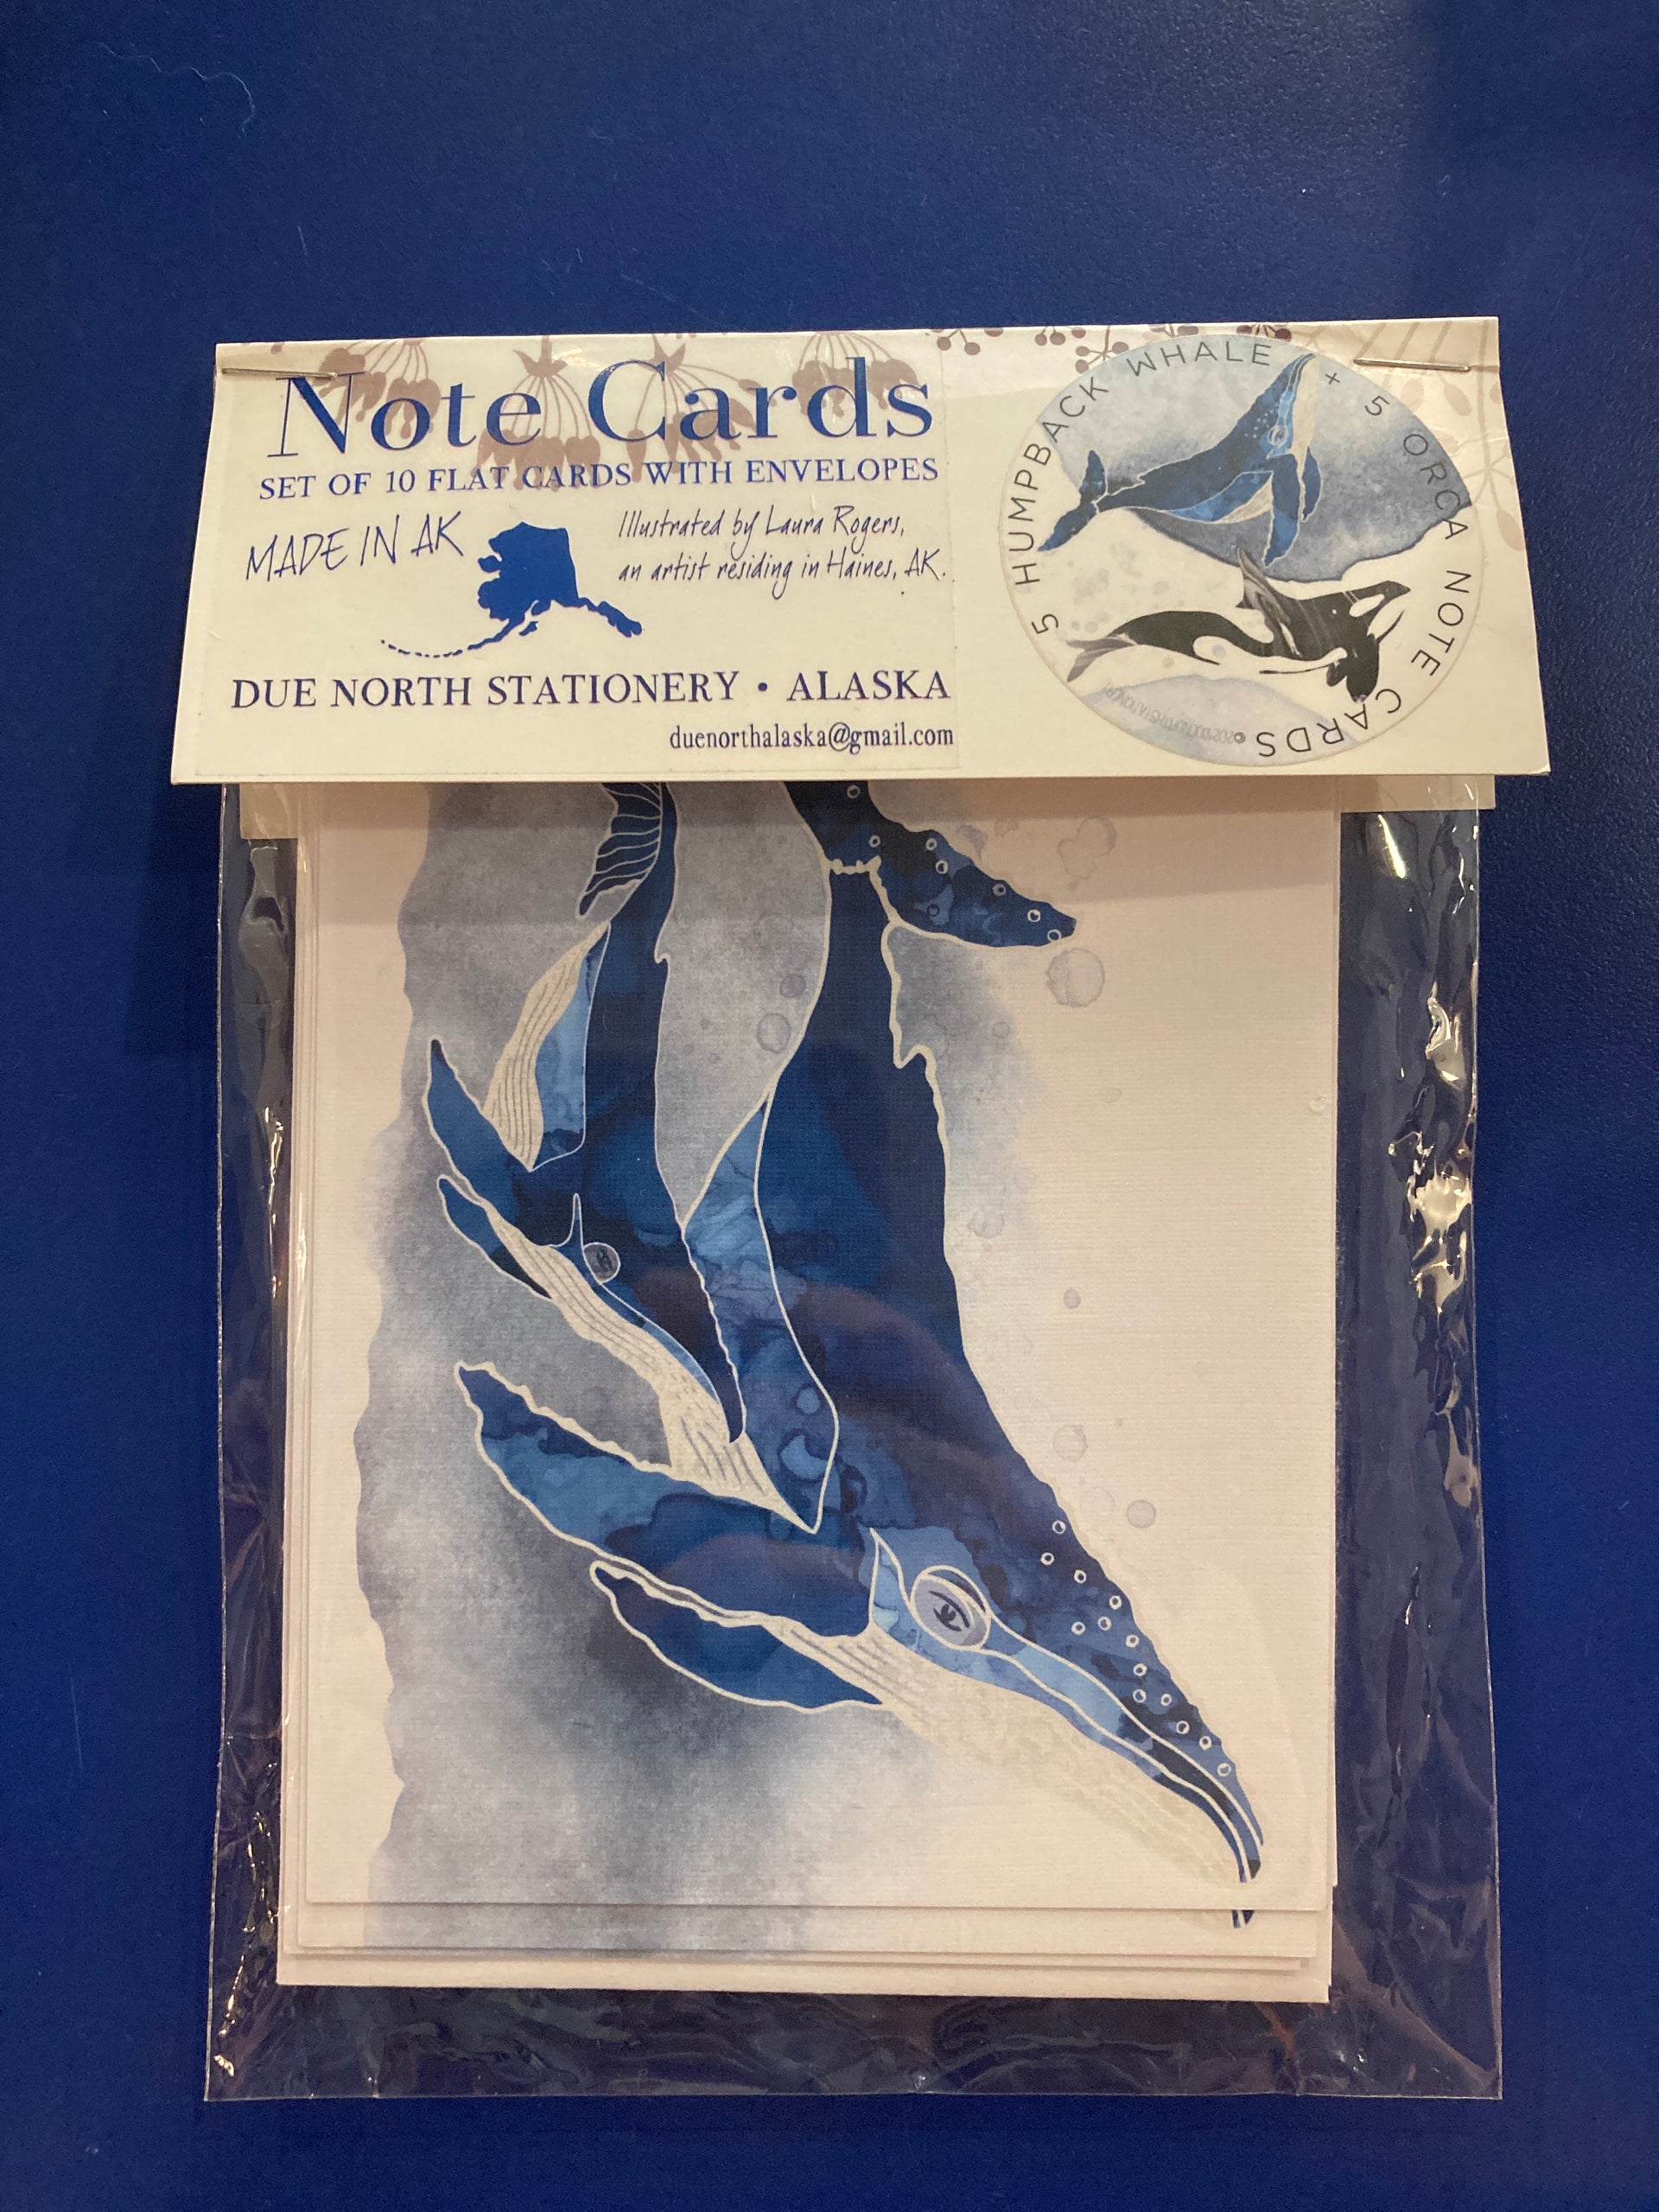 Note Cards
SET OF 10 FLAT CARDS WITH ENVELOPES
MADE IN AK
Illustrated by Laura Rogers,
an artist residing in Haines, AK.
DUE NORTH STATIONERY • ALASKA
duenorthalaska@gmail.com
5 HUMPBACK WHALE + 5 ORCA NOTE CARDS